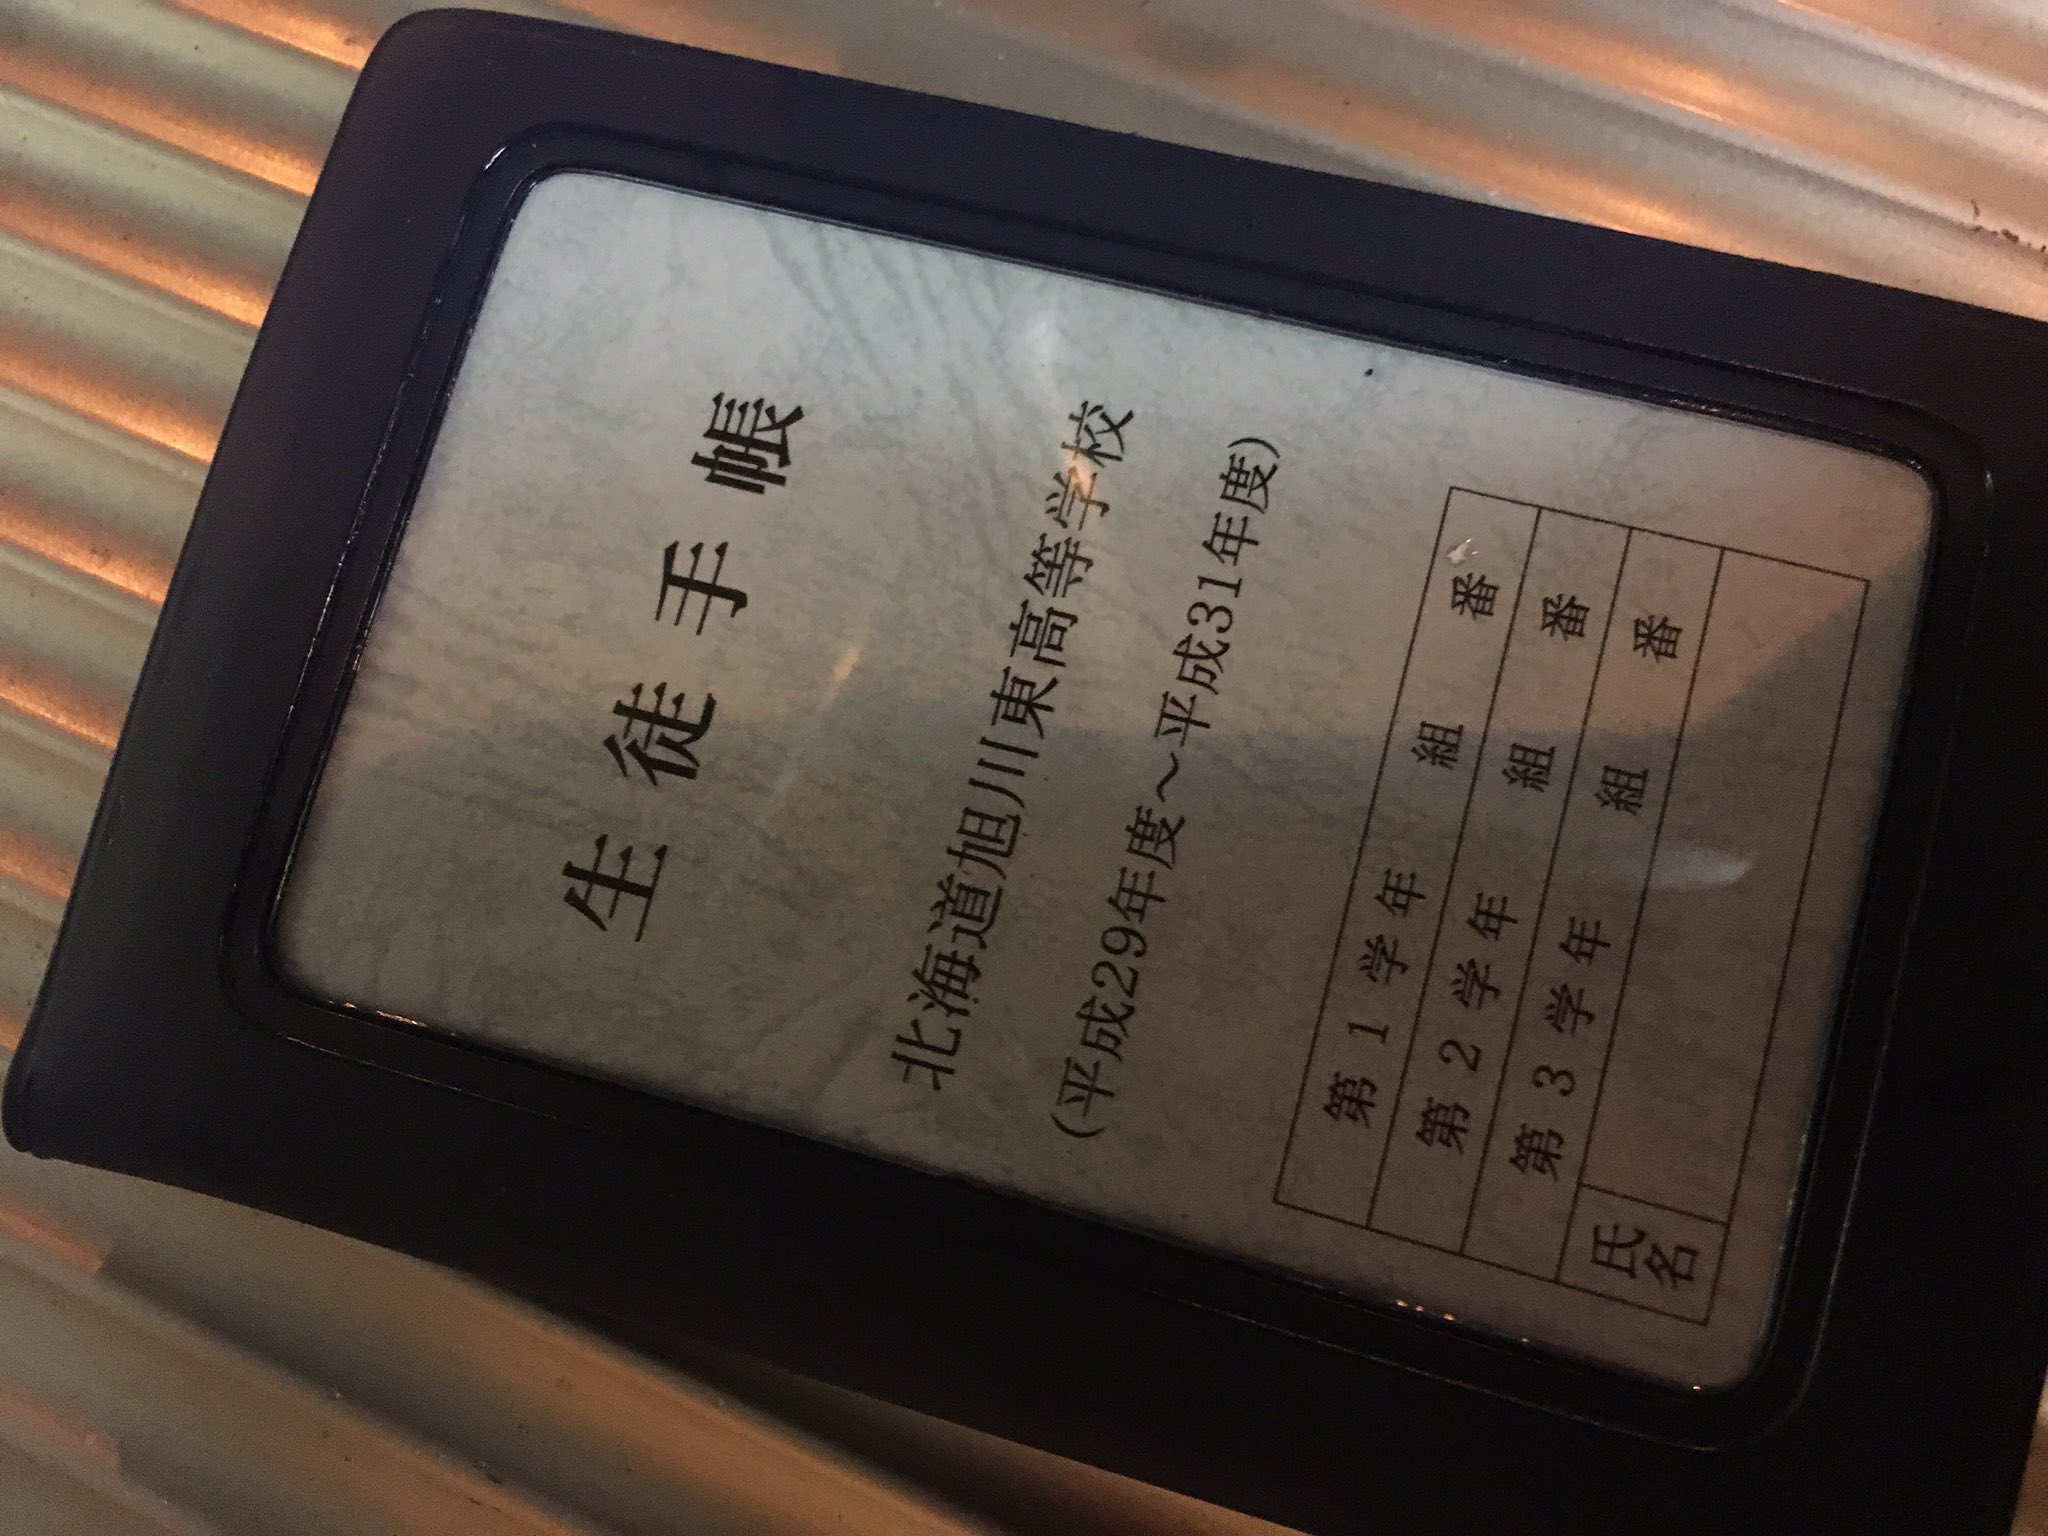 生徒手帳
北海道旭川東高等学校
(平成29年度～平成31年度)
第1学年 組 番
第2学年 組 番
第3学年 組 番
氏名